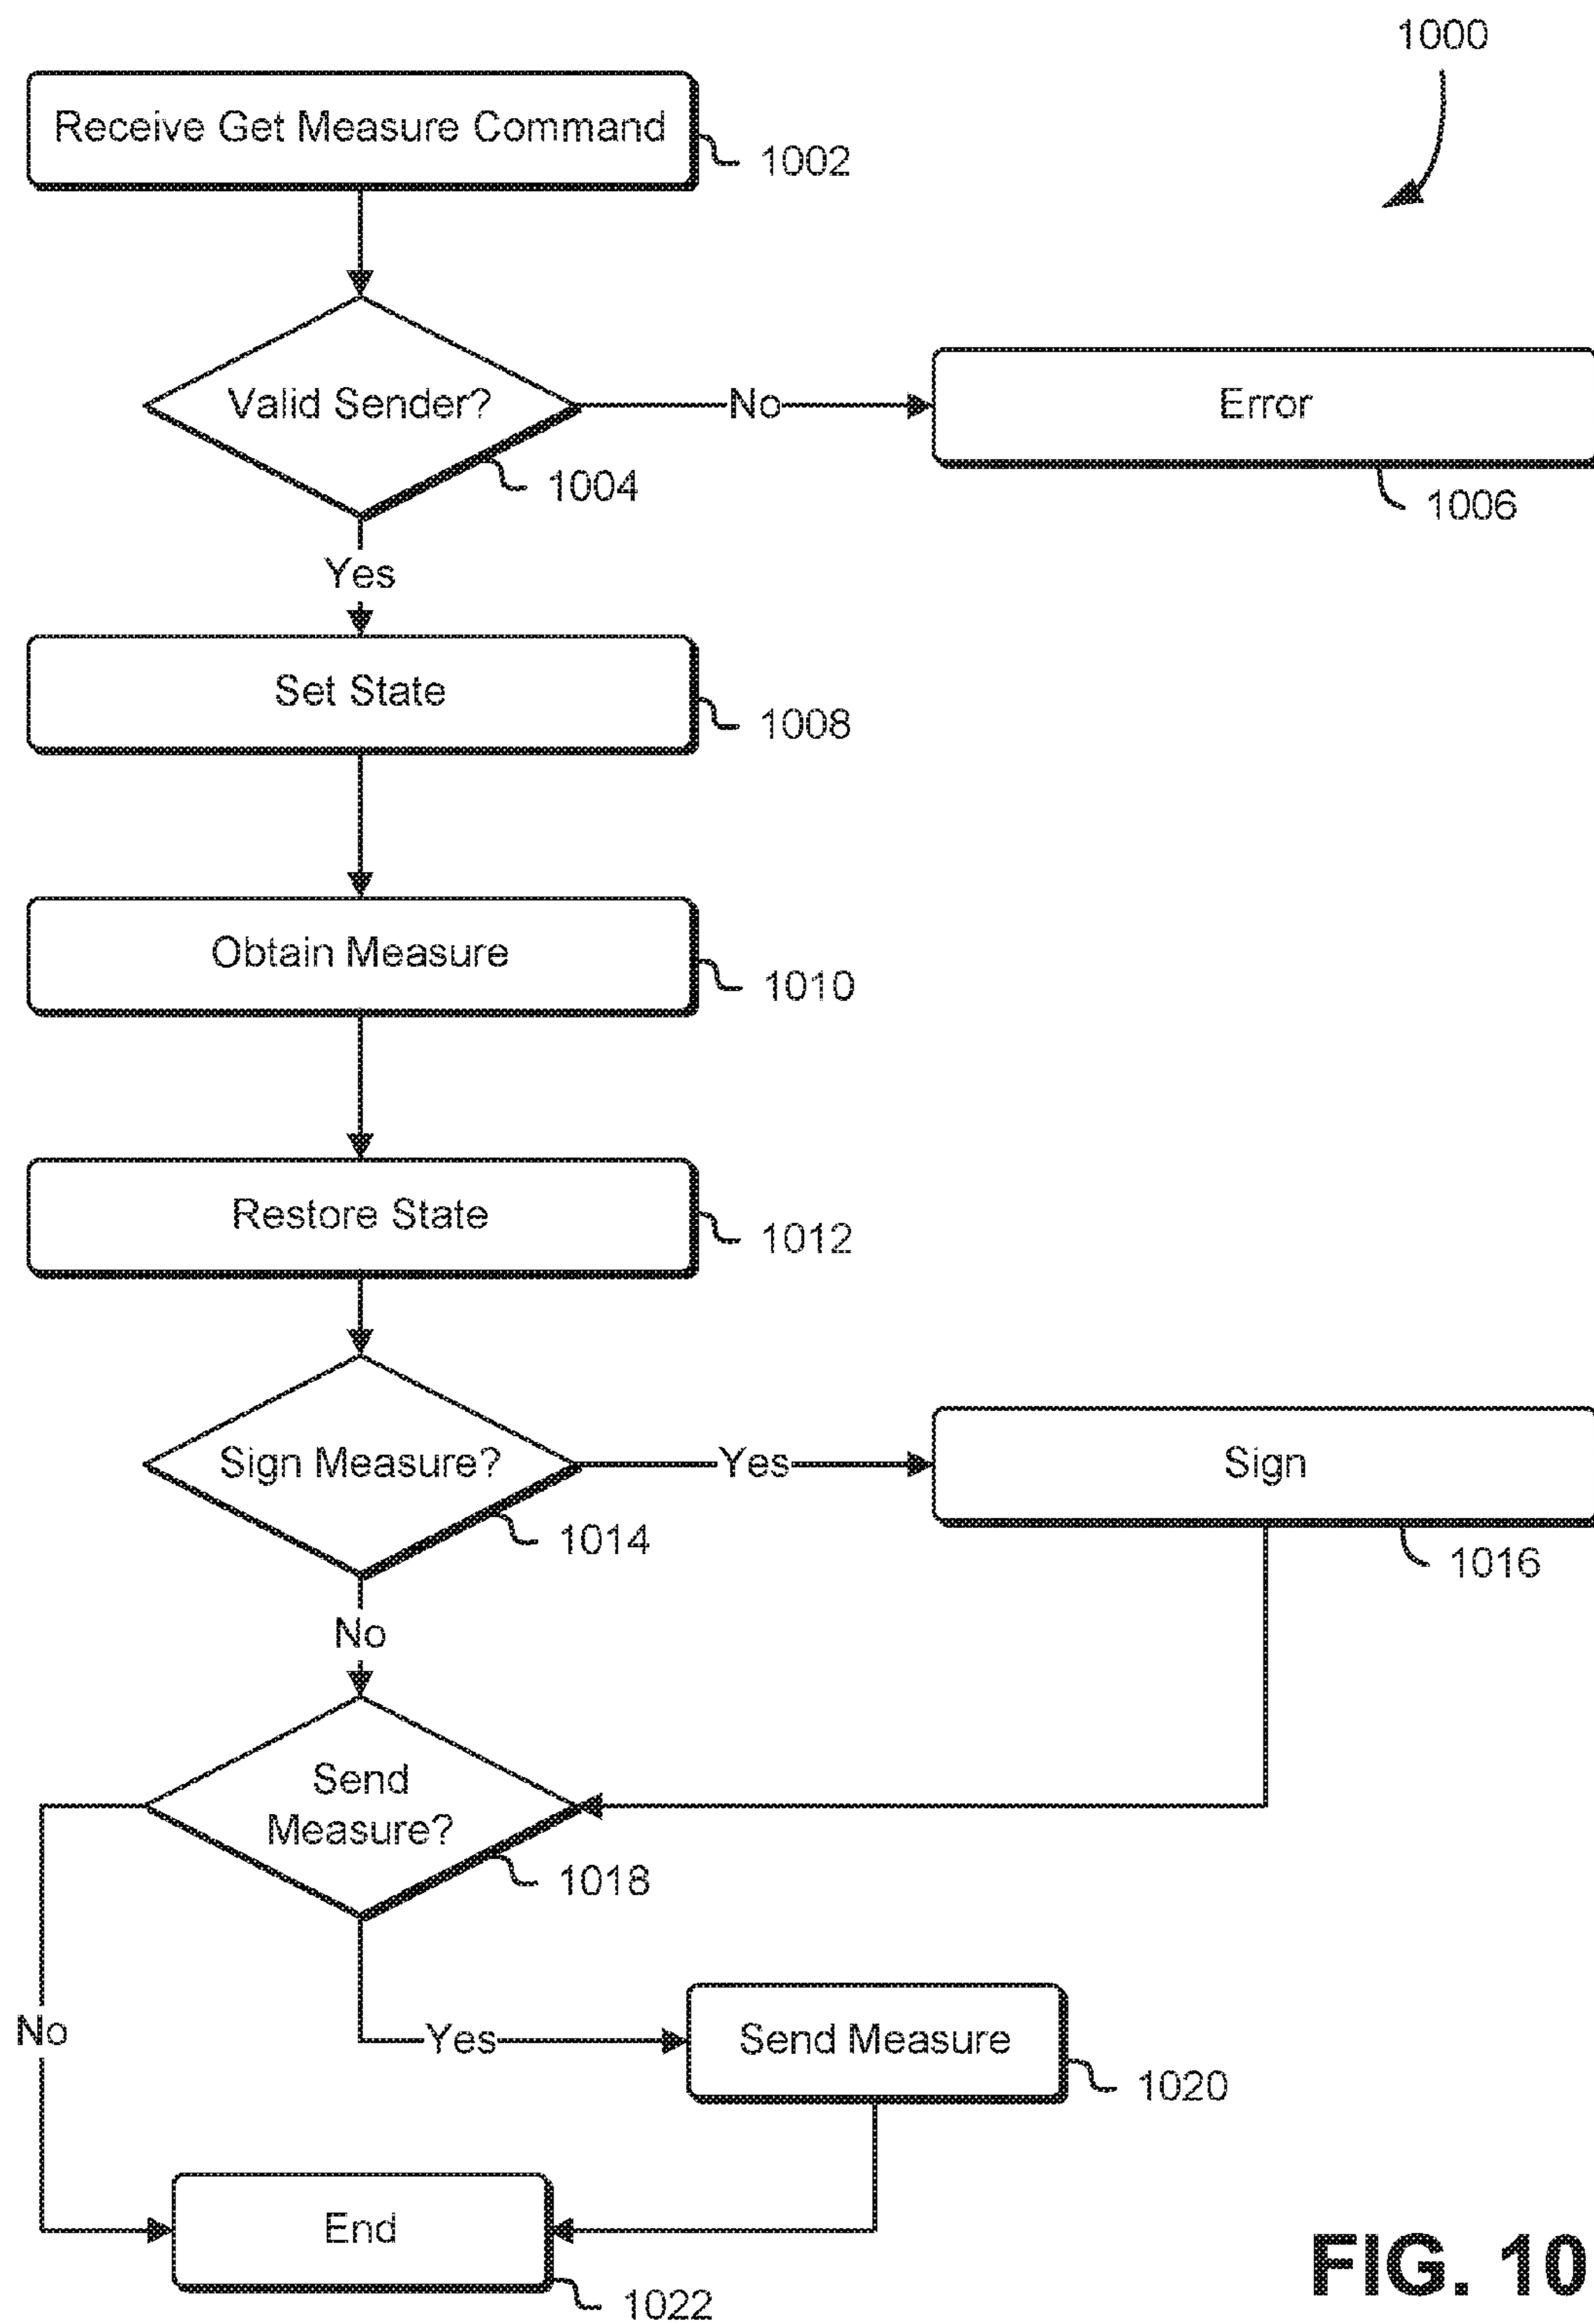 1000
Receive Get Measure Command
1002
Valid Sender?
No
Error
1004
1006
Yes
Set State
1008
Obtain Measure
1010
Restore State
1012
Sign Measure?
Yes
Sign
1014
1016
No
Send
Measure?
1018
No
Yes
Send Measure
1020
End
1022
FIG. 10